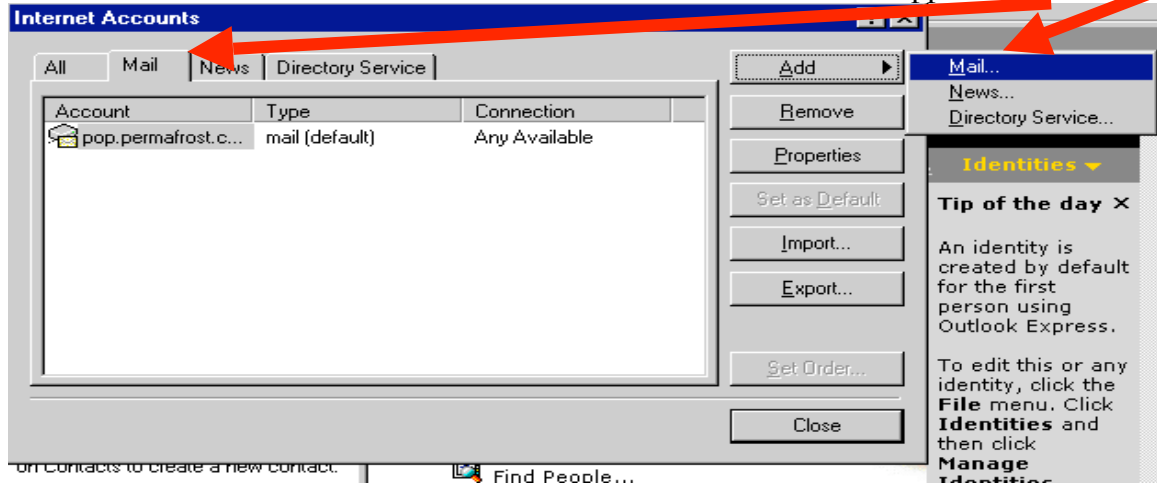 Internet Accounts
All Mail News Directory Service
Account Type Connection
pop.permafrost.c... mail (default) Any Available
Add
Remove
Properties
Set as Default
Import...
Export...
Set Order...
Close
Mail...
News...
Directory Service...
Identities
Tip of the day X
An identity is
created by default
for the first
person using
Outlook Express.
To edit this or any
identity, click the
File menu. Click
Identities and
then click
Manage
Identities
on Contacts to create a new contact.
Find People...